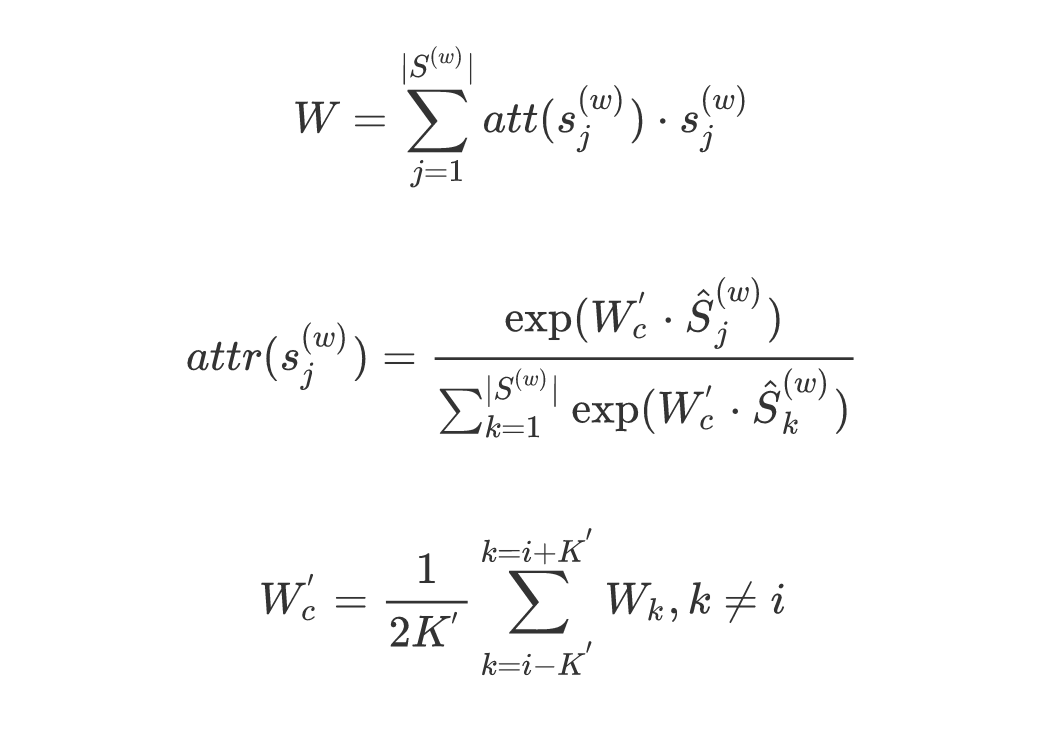 W = \sum_{j=1}^{|S^{(w)}|} att(s_j^{(w)}) \cdot s_j^{(w)}
attr(s_j^{(w)}) = \frac{\exp(W_c^{'} \cdot \hat{S}_j^{(w)})}{\sum_{k=1}^{|S^{(w)}|} \exp(W_c^{'} \cdot \hat{S}_k^{(w)})}
W_c^{'} = \frac{1}{2K^{'}} \sum_{k=i-K^{'}}^{k=i+K^{'}} W_k, k \neq i